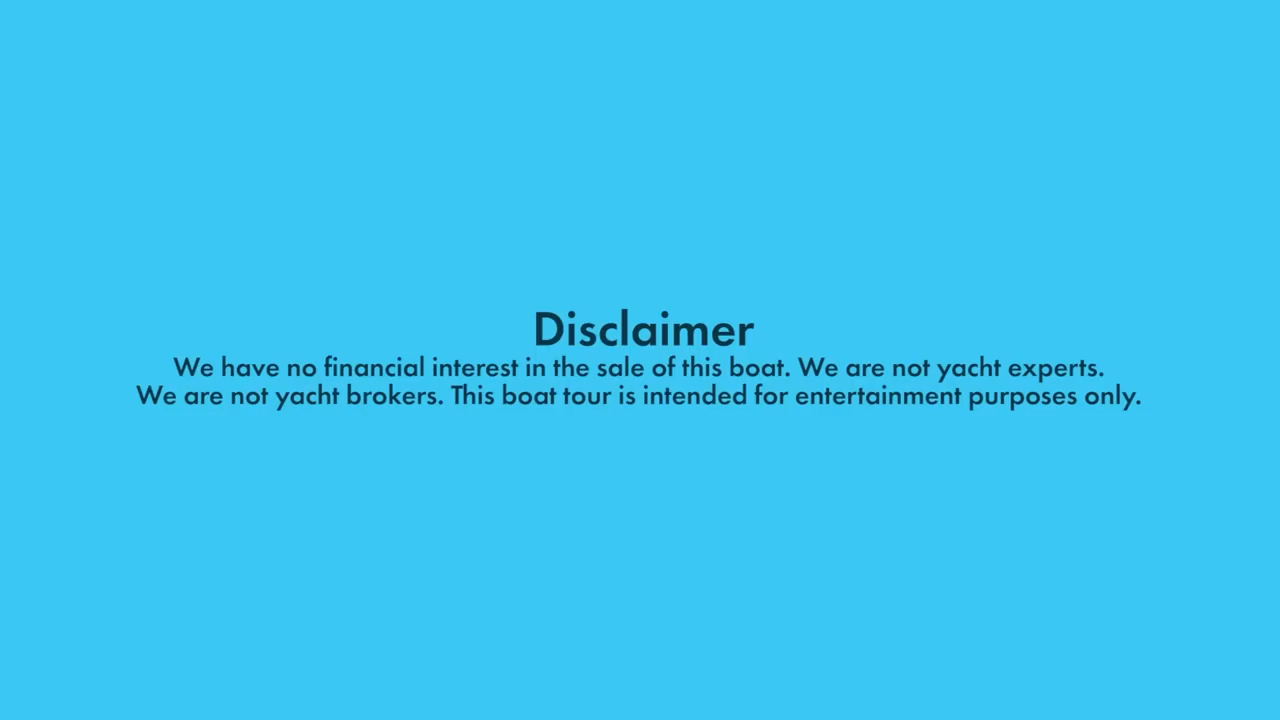 Disclaimer
We have no financial interest in the sale of this boat. We are not yacht experts.
We are not yacht brokers. This boat tour is intended for entertainment purposes only.